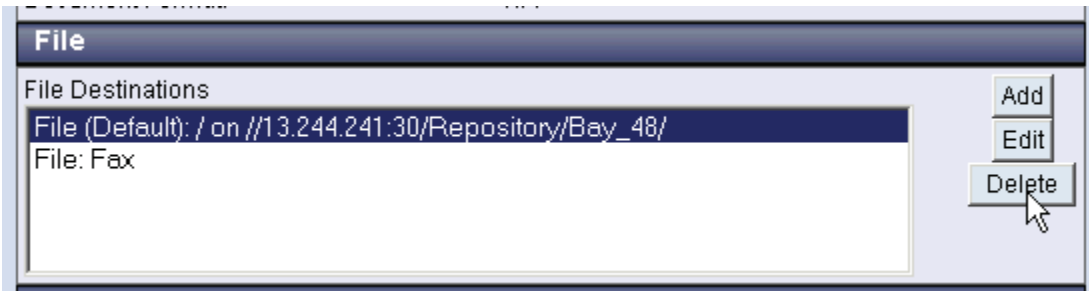 File
File Destinations
File (Default): / on //13.244.241:30/Repository/Bay_48/
File: Fax
Add
Edit
Delete